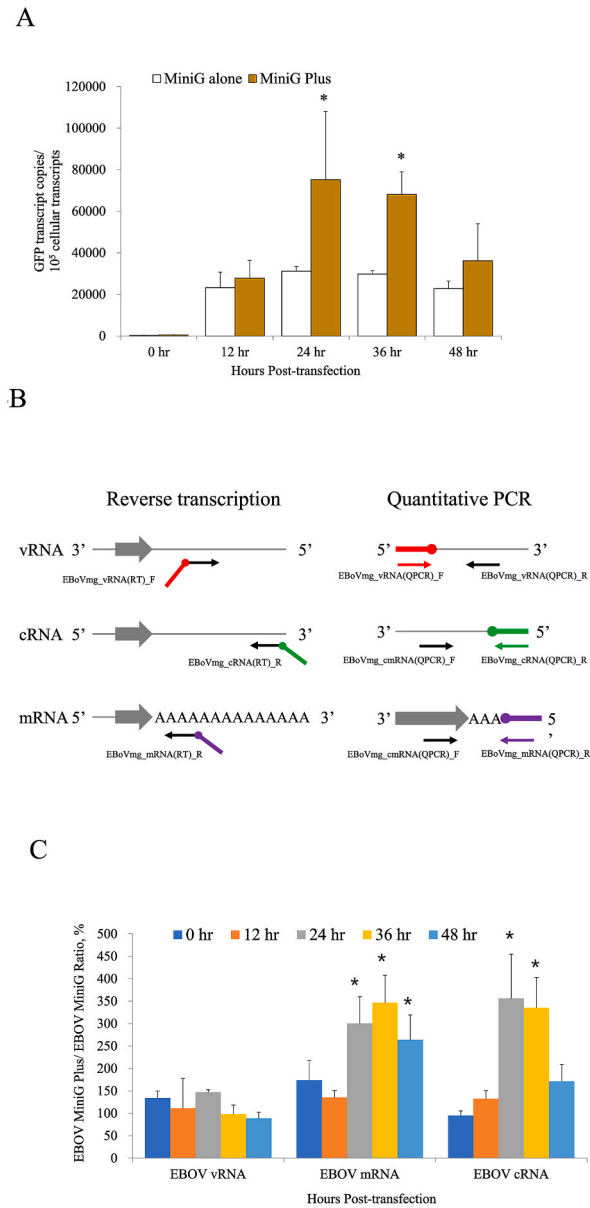 A
MiniG alone MiniG Plus
120000
100000
80000
60000
40000
20000
0
GFP transcript copies/
10⁵ cellular transcripts
* *
0 hr 12 hr 24 hr 36 hr 48 hr
Hours Post-transfection
B
Reverse transcription Quantitative PCR
vRNA 3’ 5’ 5’ 3’
EBoVmg_vRNA(RT)_F EBoVmg_vRNA(QPCR)_F EBoVmg_vRNA(QPCR)_R
cRNA 5’ 3’ 3’ 5’
EBoVmg_cRNA(RT)_R EBoVmg_cmRNA(QPCR)_F EBoVmg_cRNA(QPCR)_R
mRNA 5’ AAAAAAAAAAAAAA 3’ 3’ AAA 5
’
EBoVmg_mRNA(RT)_R EBoVmg_cmRNA(QPCR)_F EBoVmg_mRNA(QPCR)_R
C
0 hr 12 hr 24 hr 36 hr 48 hr
500
450
400
350
300
250
200
150
100
50
0
EBOV MiniG Plus/ EBOV MiniG Ratio, %
* * * * *
EBOV vRNA EBOV mRNA EBOV cRNA
Hours Post-transfection